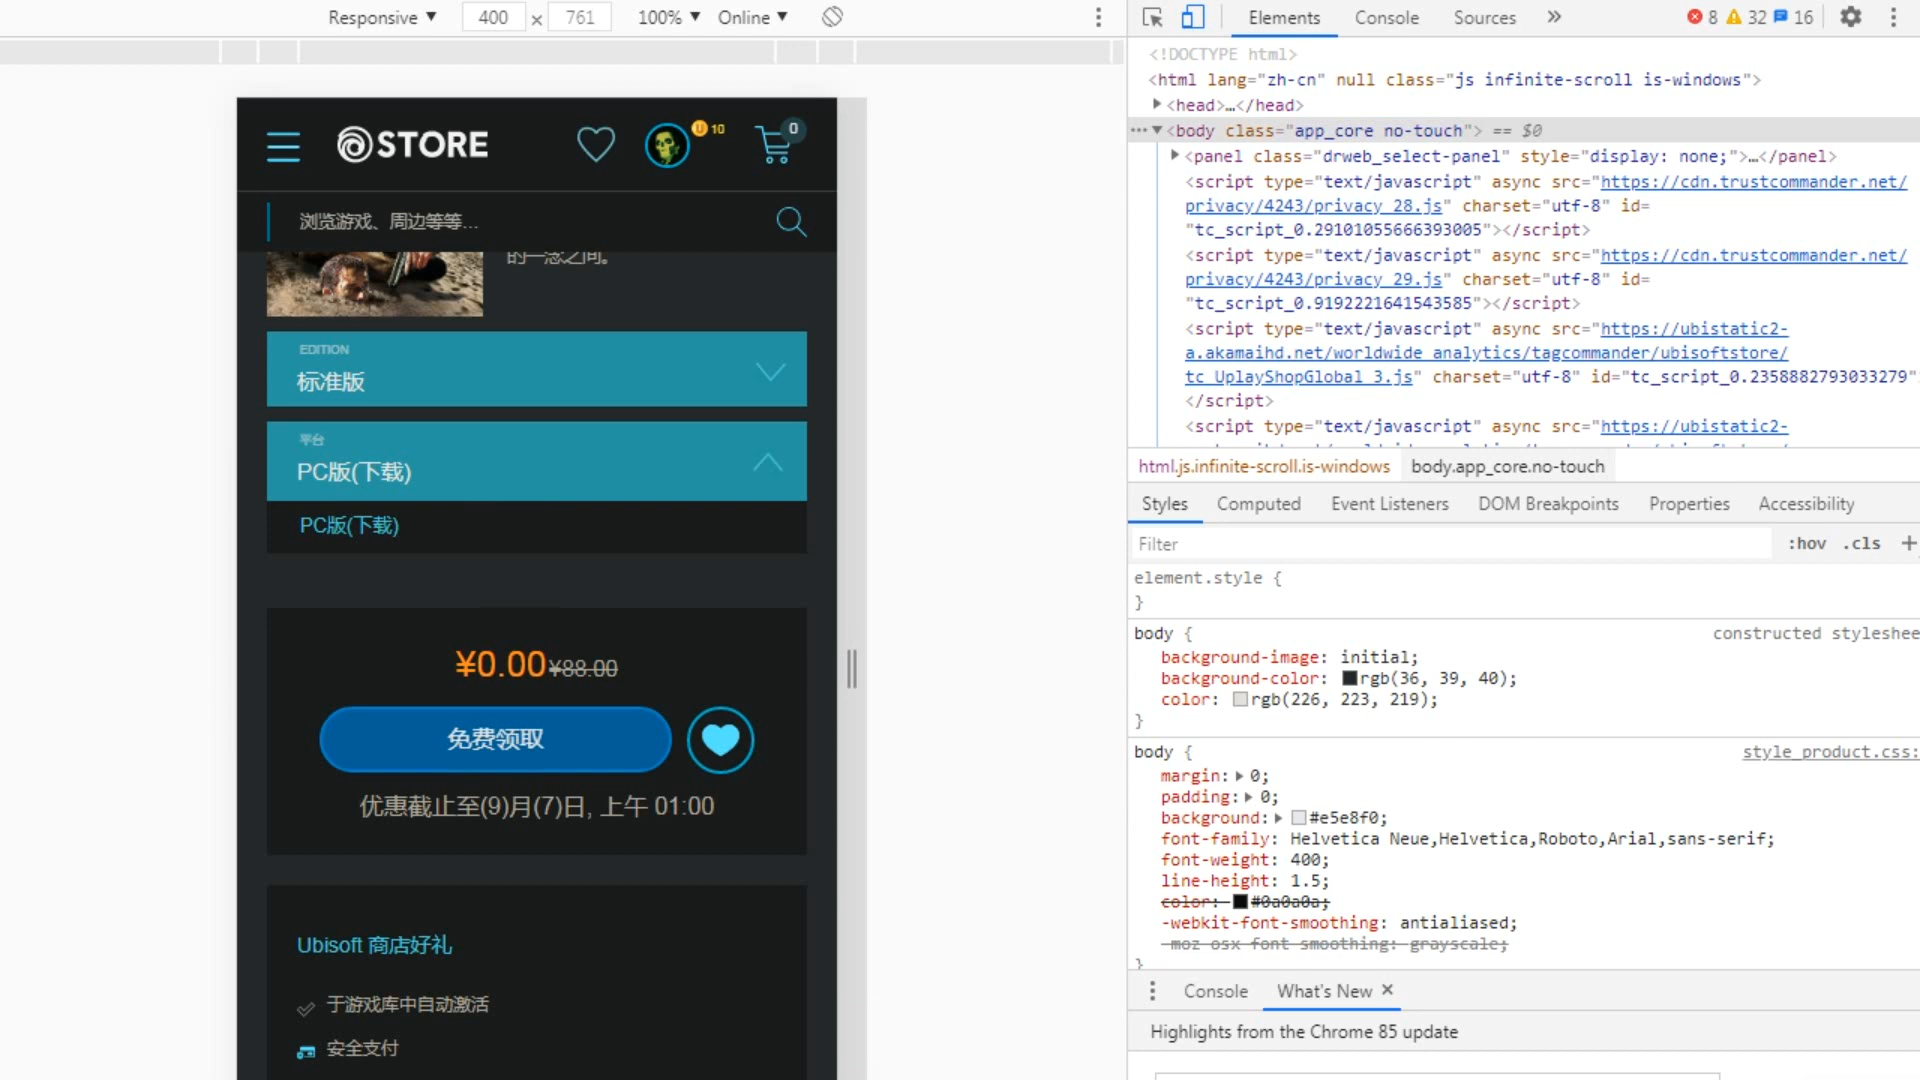 Responsive ▼ 400 x 761 100% ▼ Online ▼
STORE 10 0
浏览游戏、周边等等...
的一念之间。
EDITION
标准版
平台
PC版(下载)
PC版(下载)
¥0.00 ¥88.00
免费领取
优惠截止至(9)月(7)日, 上午 01:00
Ubisoft 商店好礼
于游戏库中自动激活
安全支付
Elements Console Sources » 8 32 16
<!DOCTYPE html>
<html lang="zh-cn" null class="js infinite-scroll is-windows">
<head>…</head>
<body class="app_core no-touch"> == $0
<panel class="drweb_select-panel" style="display: none;">…</panel>
<script type="text/javascript" async src="https://cdn.trustcommander.net/
privacy/4243/privacy_28.js" charset="utf-8" id=
"tc_script_0.29101055666393005"></script>
<script type="text/javascript" async src="https://cdn.trustcommander.net/
privacy/4243/privacy_29.js" charset="utf-8" id=
"tc_script_0.9192221641543585"></script>
<script type="text/javascript" async src="https://ubistatic2-
a.akamaihd.net/worldwide_analytics/tagcommander/ubisoftstore/
tc_UplayShopGlobal_3.js" charset="utf-8" id="tc_script_0.2358882793033279"
</script>
<script type="text/javascript" async src="https://ubistatic2-
html.js.infinite-scroll.is-windows body.app_core.no-touch
Styles Computed Event Listeners DOM Breakpoints Properties Accessibility
Filter :hov .cls +
element.style {
}
body { constructed styleshee
background-image: initial;
background-color: rgb(36, 39, 40);
color: rgb(226, 223, 219);
}
body { style_product.css:
margin: 0;
padding: 0;
background: #e5e8f0;
font-family: Helvetica Neue,Helvetica,Roboto,Arial,sans-serif;
font-weight: 400;
line-height: 1.5;
color: #0a0a0a;
-webkit-font-smoothing: antialiased;
-moz-osx-font-smoothing: grayscale;
}
Console What's New ×
Highlights from the Chrome 85 update